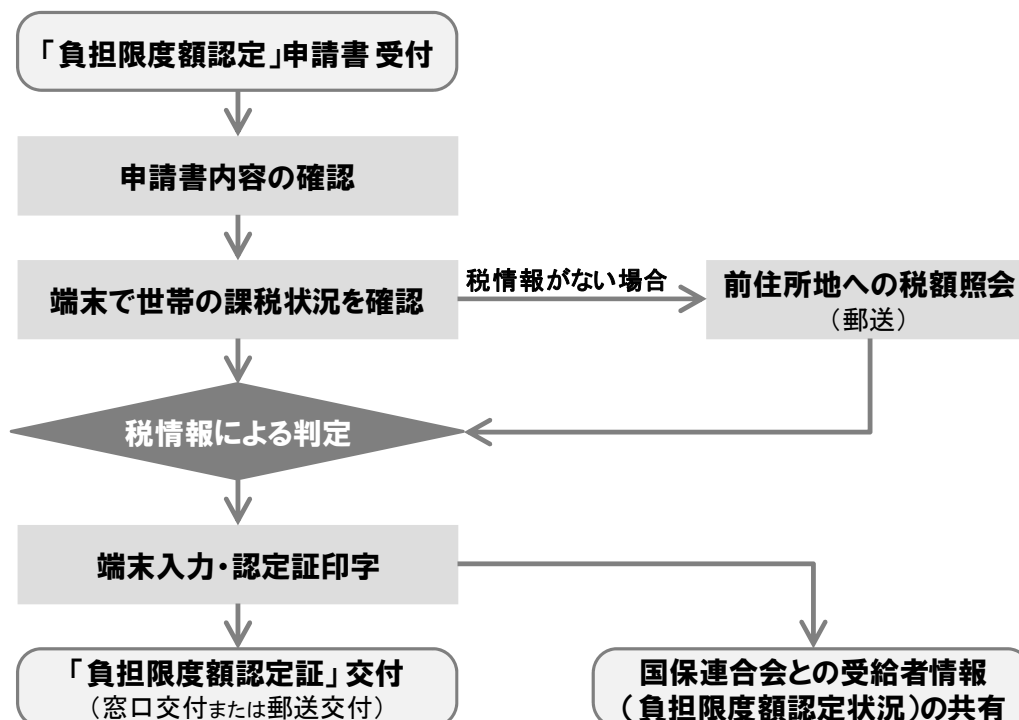 「負担限度額認定」申請書 受付
申請書内容の確認
端末で世帯の課税状況を確認
税情報がない場合
前住所地への税額照会
（郵送）
税情報による判定
端末入力・認定証印字
「負担限度額認定証」交付
（窓口交付または郵送交付）
国保連合会との受給者情報
（負担限度額認定状況）の共有